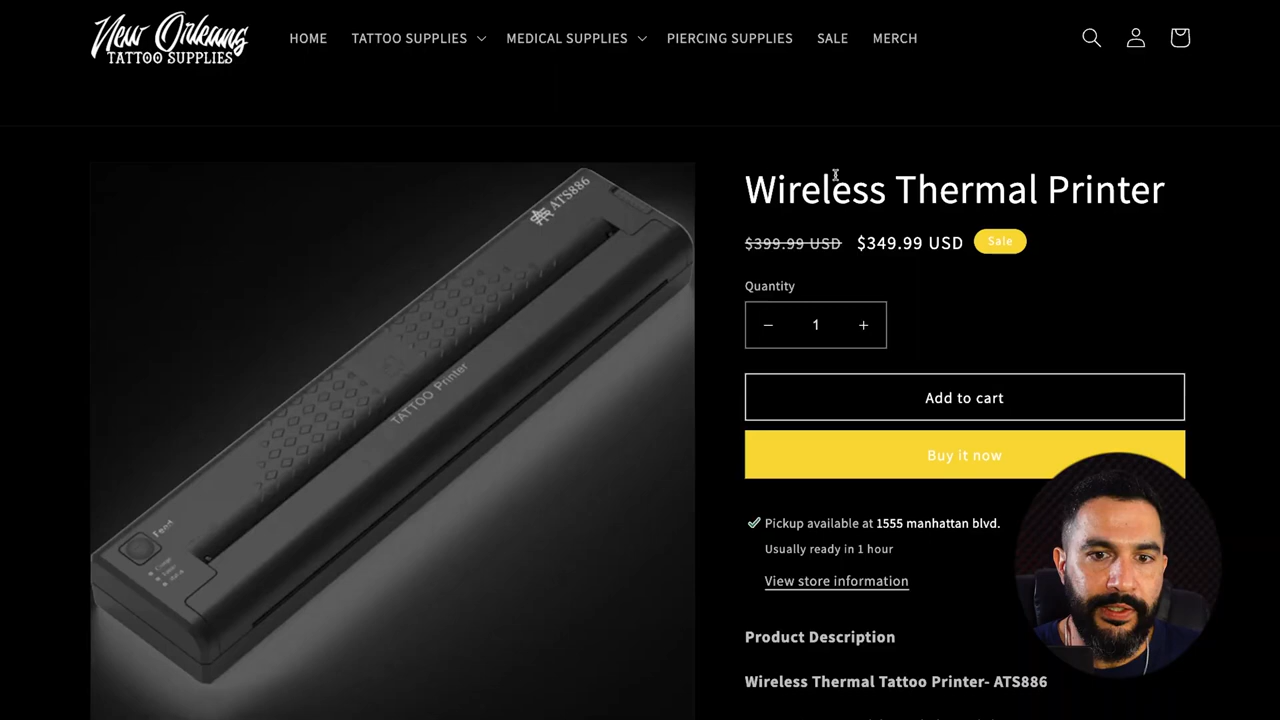 New Orleans
TATTOO SUPPLIES
HOME
TATTOO SUPPLIES
MEDICAL SUPPLIES
PIERCING SUPPLIES
SALE
MERCH
ATS886
TATTOO Printer
Feed
Wireless Thermal Printer
$399.99 USD $349.99 USD Sale
Quantity
− 1 +
Add to cart
Buy it now
Pickup available at 1555 manhattan blvd.
Usually ready in 1 hour
View store information
Product Description
Wireless Thermal Tattoo Printer- ATS886